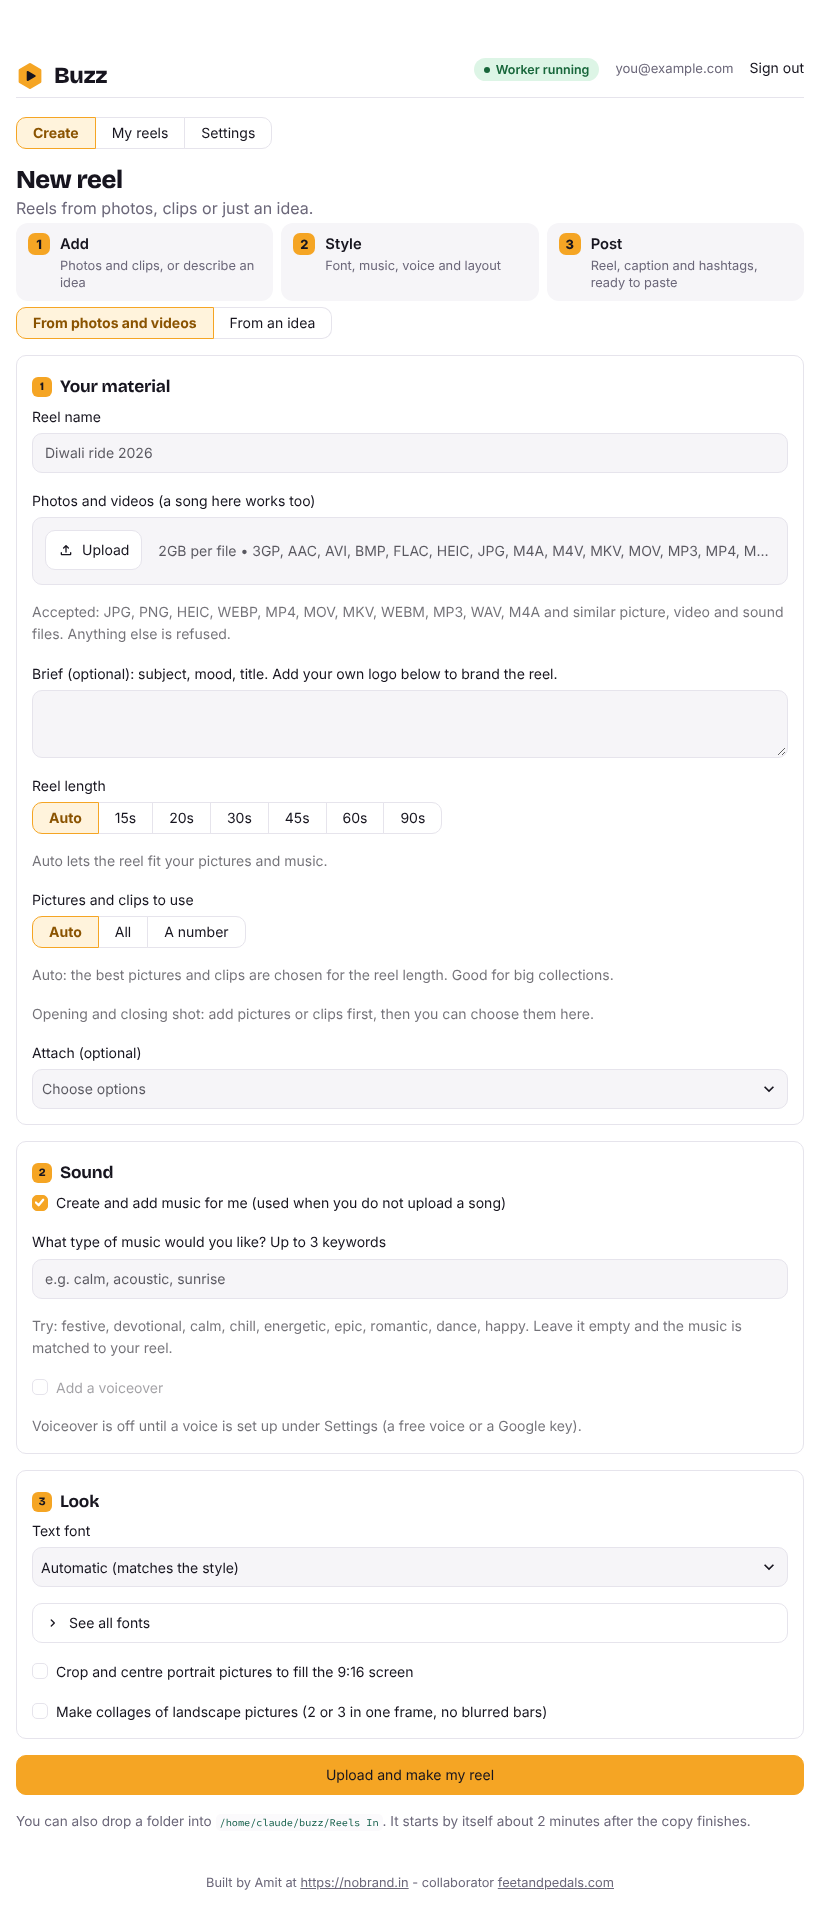 Buzz
Worker running
you@example.com
Sign out
Create
My reels
Settings
New reel
Reels from photos, clips or just an idea.
1
Add
Photos and clips, or describe an
idea
2
Style
Font, music, voice and layout
3
Post
Reel, caption and hashtags,
ready to paste
From photos and videos
From an idea
1
Your material
Reel name
Diwali ride 2026
Photos and videos (a song here works too)
Upload
2GB per file • 3GP, AAC, AVI, BMP, FLAC, HEIC, JPG, M4A, M4V, MKV, MOV, MP3, MP4, M...
Accepted: JPG, PNG, HEIC, WEBP, MP4, MOV, MKV, WEBM, MP3, WAV, M4A and similar picture, video and sound
files. Anything else is refused.
Brief (optional): subject, mood, title. Add your own logo below to brand the reel.
Reel length
Auto
15s
20s
30s
45s
60s
90s
Auto lets the reel fit your pictures and music.
Pictures and clips to use
Auto
All
A number
Auto: the best pictures and clips are chosen for the reel length. Good for big collections.
Opening and closing shot: add pictures or clips first, then you can choose them here.
Attach (optional)
Choose options
2
Sound
Create and add music for me (used when you do not upload a song)
What type of music would you like? Up to 3 keywords
e.g. calm, acoustic, sunrise
Try: festive, devotional, calm, chill, energetic, epic, romantic, dance, happy. Leave it empty and the music is
matched to your reel.
Add a voiceover
Voiceover is off until a voice is set up under Settings (a free voice or a Google key).
3
Look
Text font
Automatic (matches the style)
See all fonts
Crop and centre portrait pictures to fill the 9:16 screen
Make collages of landscape pictures (2 or 3 in one frame, no blurred bars)
Upload and make my reel
You can also drop a folder into /home/claude/buzz/Reels In. It starts by itself about 2 minutes after the copy finishes.
Built by Amit at https://nobrand.in - collaborator feetandpedals.com